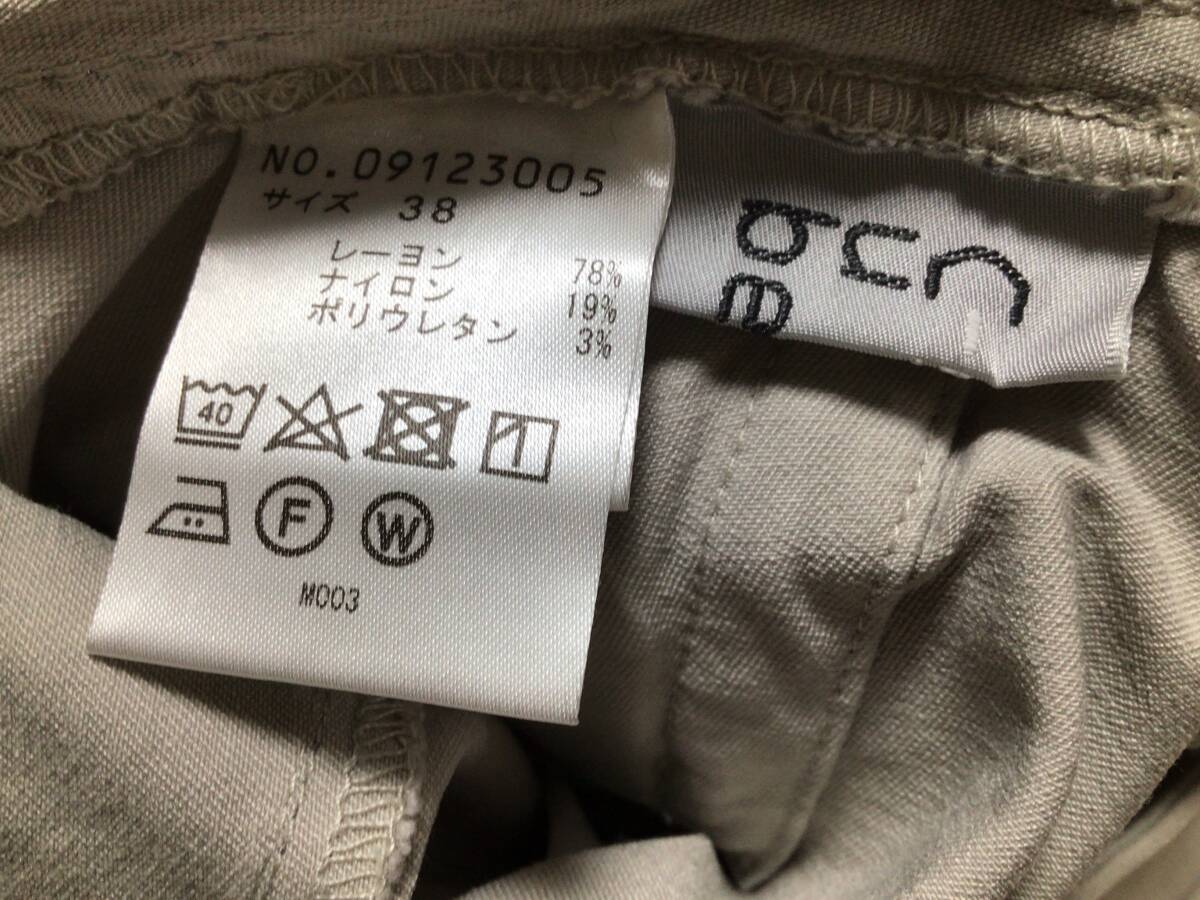 NO.09123005
サイズ 38
レーヨン 78%
ナイロン 19%
ポリウレタン 3%
40
F W
M003